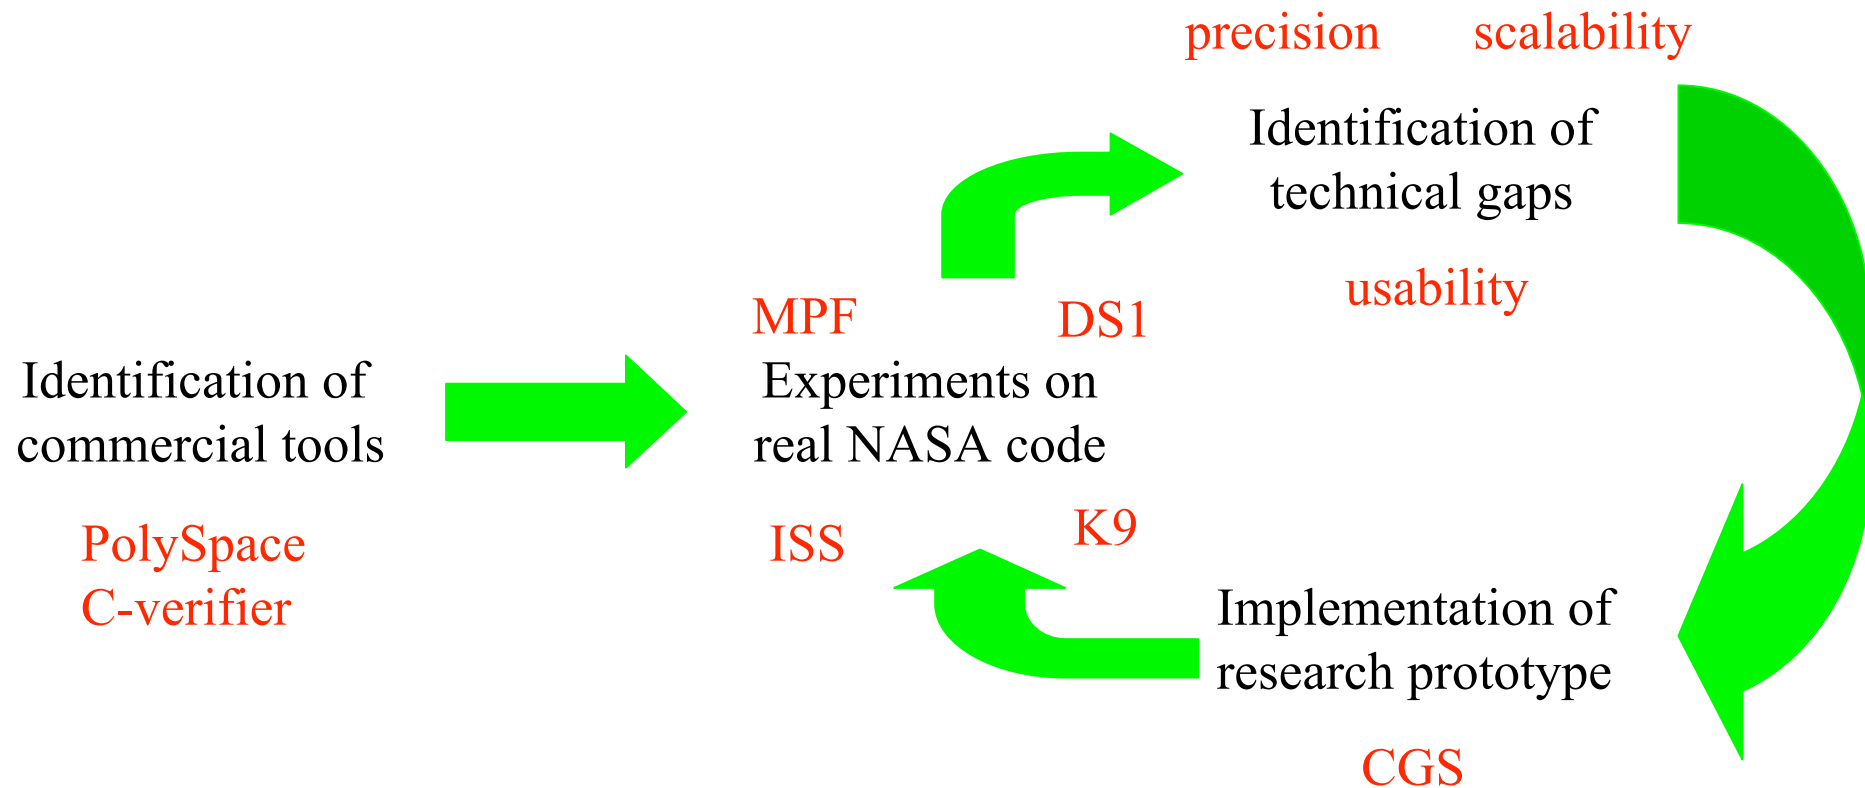 precision scalability
Identification of
technical gaps
usability
MPF DS1
Identification of
commercial tools
Experiments on
real NASA code
PolySpace
C-verifier
ISS K9
Implementation of
research prototype
CGS